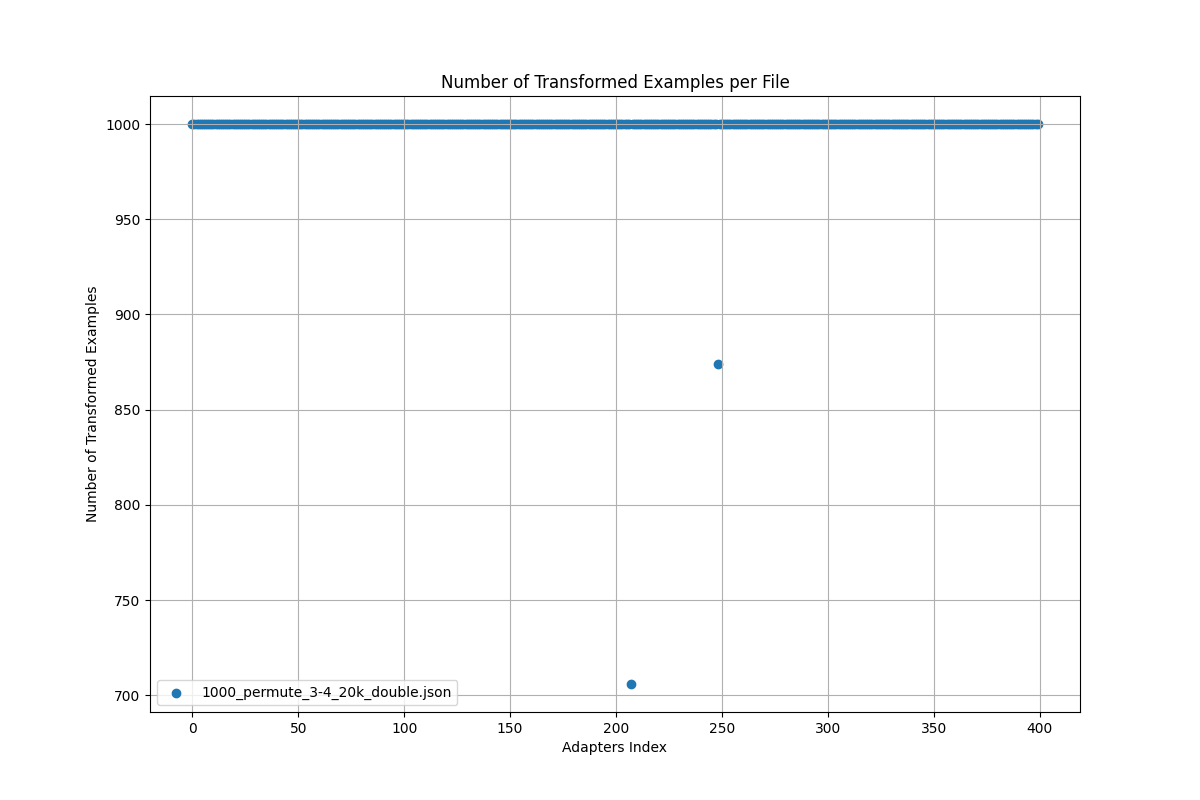 Number of Transformed Examples per File
Number of Transformed Examples
1000
950
900
850
800
750
700
1000_permute_3-4_20k_double.json
0 50 100 150 200 250 300 350 400
Adapters Index